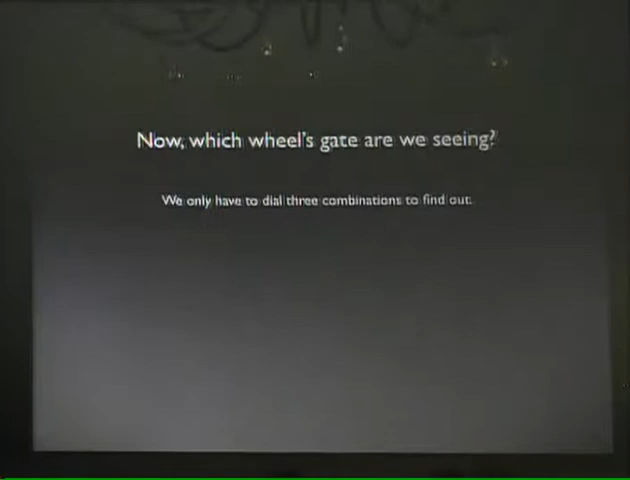 Now, which wheel's gate are we seeing?
We only have to dial three combinations to find out.